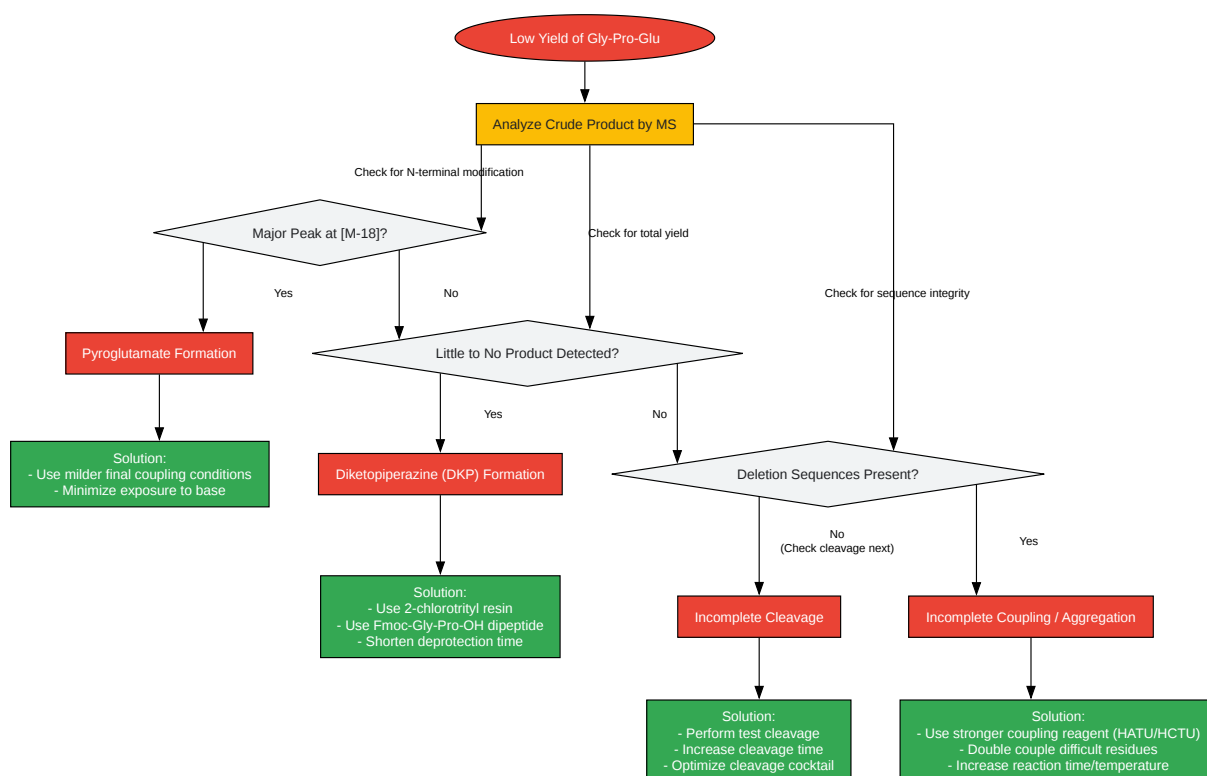 Low Yield of Gly-Pro-Glu
Analyze Crude Product by MS
Check for N-terminal modification
Major Peak at [M-18]?
Check for total yield
Check for sequence integrity
Yes
No
Pyroglutamate Formation
Little to No Product Detected?
Yes
No
Solution:
- Use milder final coupling conditions
- Minimize exposure to base
Diketopiperazine (DKP) Formation
Deletion Sequences Present?
No
(Check cleavage next)
Yes
Solution:
- Use 2-chlorotrityl resin
- Use Fmoc-Gly-Pro-OH dipeptide
- Shorten deprotection time
Incomplete Cleavage
Incomplete Coupling / Aggregation
Solution:
- Perform test cleavage
- Increase cleavage time
- Optimize cleavage cocktail
Solution:
- Use stronger coupling reagent (HATU/HCTU)
- Double couple difficult residues
- Increase reaction time/temperature